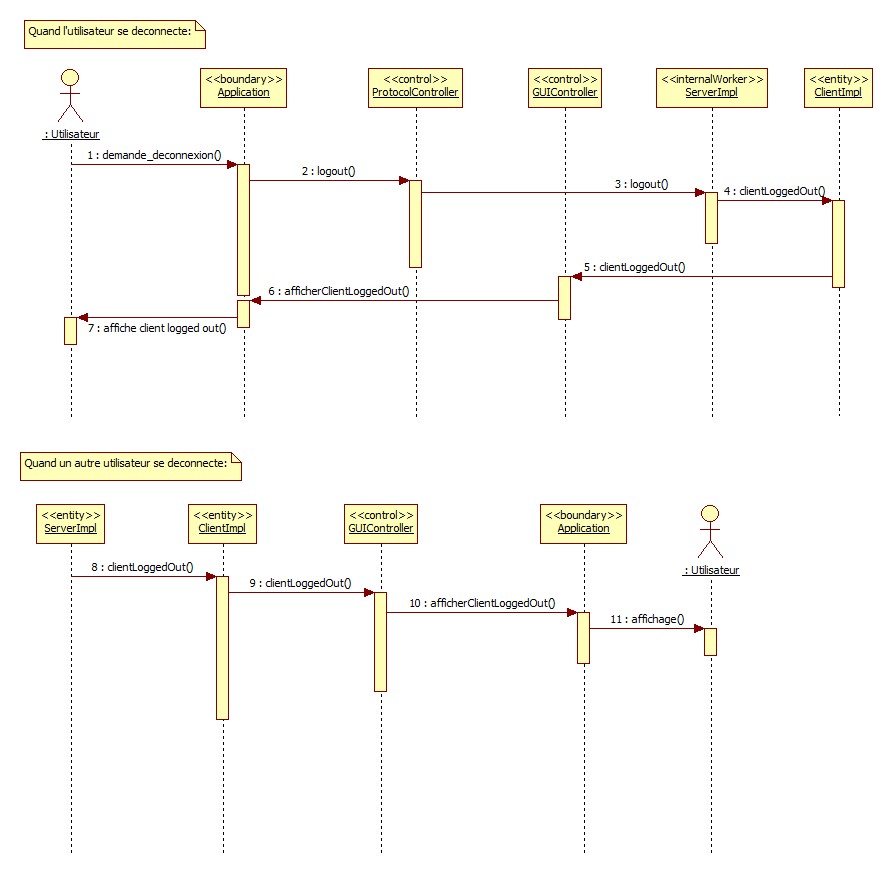 Quand l'utilisateur se deconnecte:
<<boundary>>
Application
<<control>>
ProtocolController
<<control>>
GUIController
<<internalWorker>>
ServerImpl
<<entity>>
ClientImpl
: Utilisateur
1 : demande_deconnexion()
2 : logout()
3 : logout()
4 : clientLoggedOut()
5 : clientLoggedOut()
6 : afficherClientLoggedOut()
7 : affiche client logged out()
Quand un autre utilisateur se deconnecte:
<<entity>>
ServerImpl
<<entity>>
ClientImpl
<<control>>
GUIController
<<boundary>>
Application
: Utilisateur
8 : clientLoggedOut()
9 : clientLoggedOut()
10 : afficherClientLoggedOut()
11 : affichage()